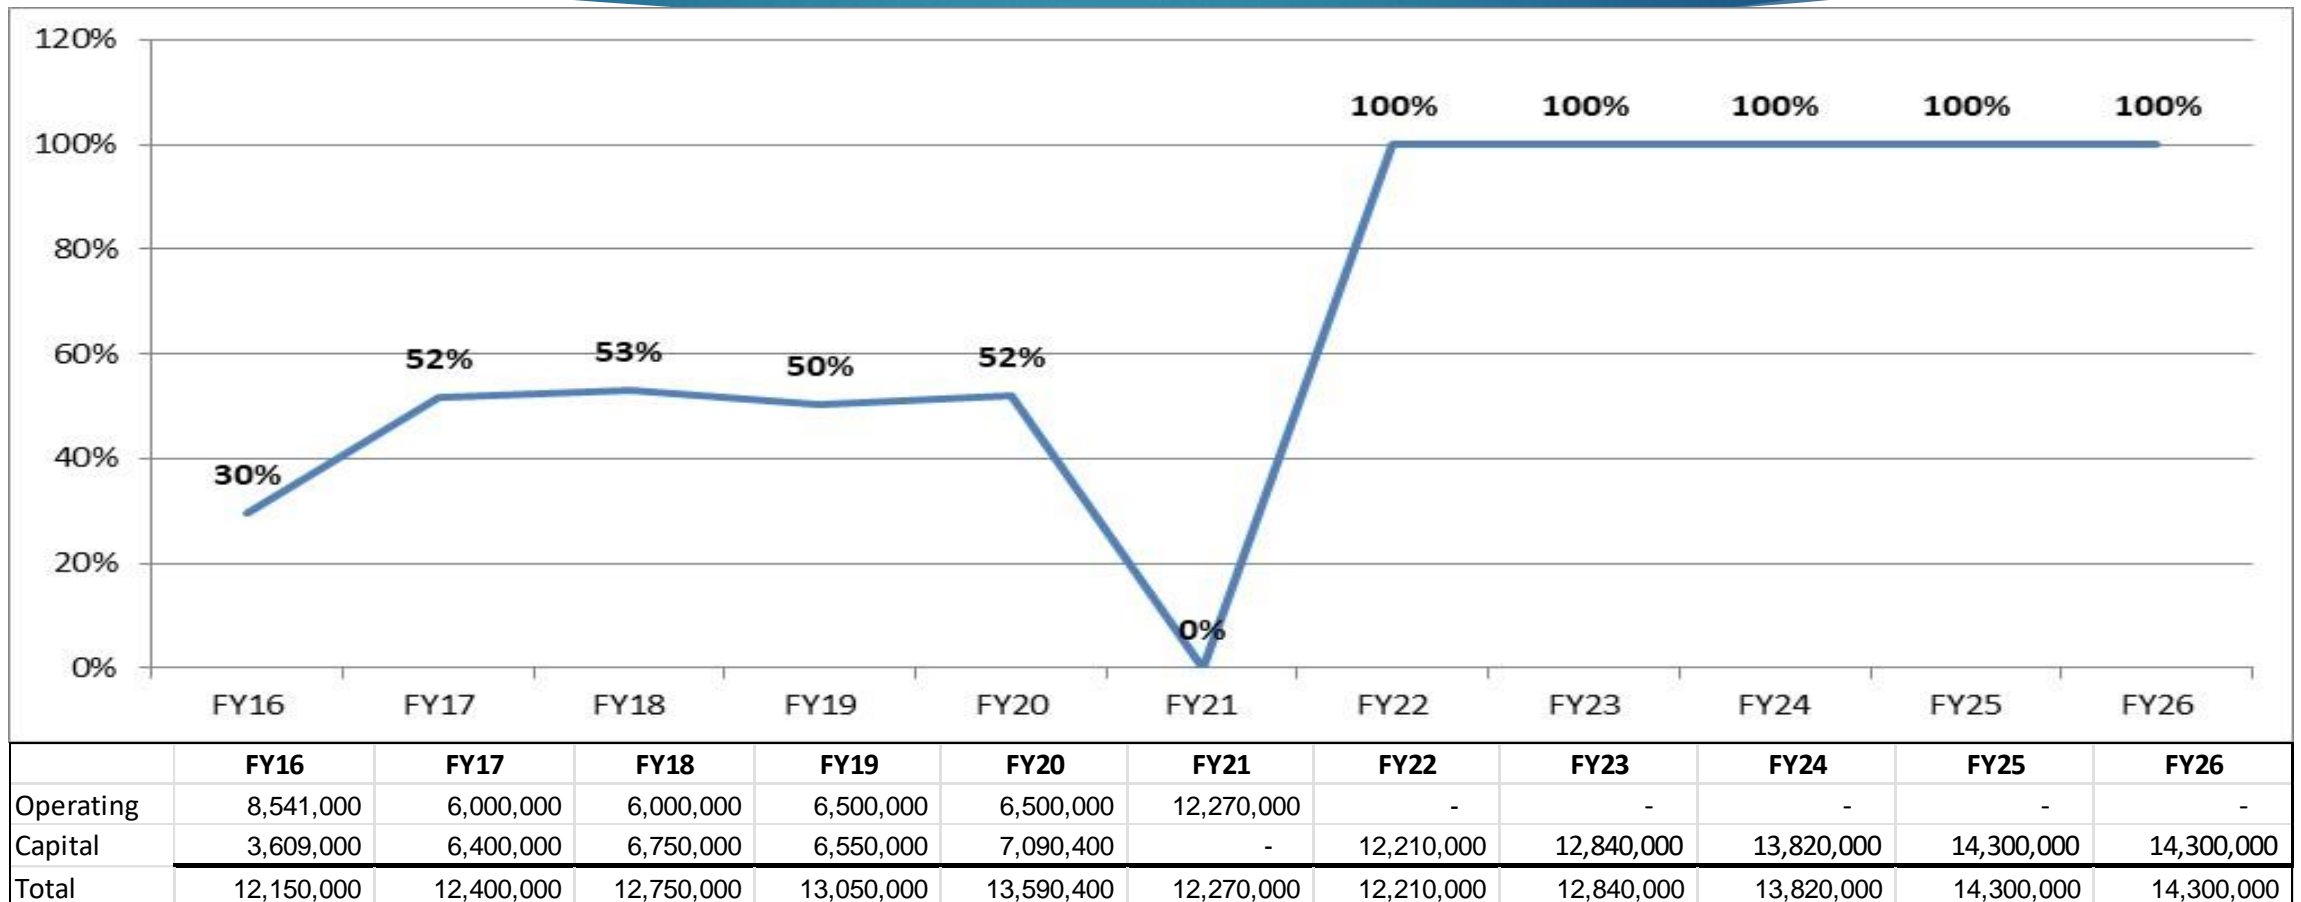 120%
100% 100% 100% 100% 100%
100%
80%
60%
52% 53% 50% 52%
40%
30%
20%
0%
0%
FY16 FY17 FY18 FY19 FY20 FY21 FY22 FY23 FY24 FY25 FY26
FY16 FY17 FY18 FY19 FY20 FY21 FY22 FY23 FY24 FY25 FY26
Operating 8,541,000 6,000,000 6,000,000 6,500,000 6,500,000 12,270,000 - - - - -
Capital 3,609,000 6,400,000 6,750,000 6,550,000 7,090,400 - 12,210,000 12,840,000 13,820,000 14,300,000 14,300,000
Total 12,150,000 12,400,000 12,750,000 13,050,000 13,590,400 12,270,000 12,210,000 12,840,000 13,820,000 14,300,000 14,300,000